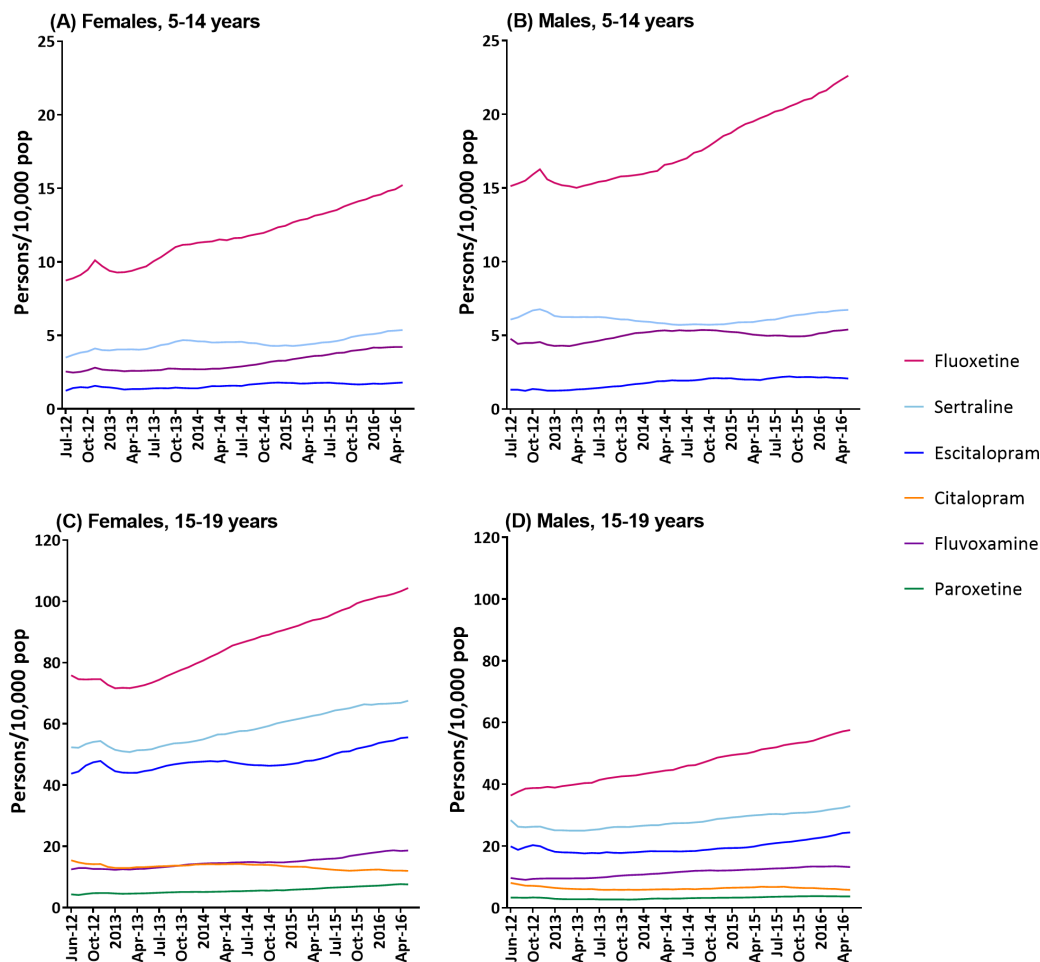 (A) Females, 5-14 years
Persons/10,000 pop
25
20
15
10
5
0
Jul-12
Oct-12
2013
Apr-13
Jul-13
Oct-13
2014
Apr-14
Jul-14
Oct-14
2015
Apr-15
Jul-15
Oct-15
2016
Apr-16
(B) Males, 5-14 years
Persons/10,000 pop
25
20
15
10
5
0
Jul-12
Oct-12
2013
Apr-13
Jul-13
Oct-13
2014
Apr-14
Jul-14
Oct-14
2015
Apr-15
Jul-15
Oct-15
2016
Apr-16
Fluoxetine
Sertraline
Escitalopram
Citalopram
Fluvoxamine
Paroxetine
(C) Females, 15-19 years
Persons/10,000 pop
120
100
80
60
40
20
0
Jun-12
Oct-12
2013
Apr-13
Jul-13
Oct-13
2014
Apr-14
Jul-14
Oct-14
2015
Apr-15
Jul-15
Oct-15
2016
Apr-16
(D) Males, 15-19 years
Persons/10,000 pop
120
100
80
60
40
20
0
Jun-12
Oct-12
2013
Apr-13
Jul-13
Oct-13
2014
Apr-14
Jul-14
Oct-14
2015
Apr-15
Jul-15
Oct-15
2016
Apr-16